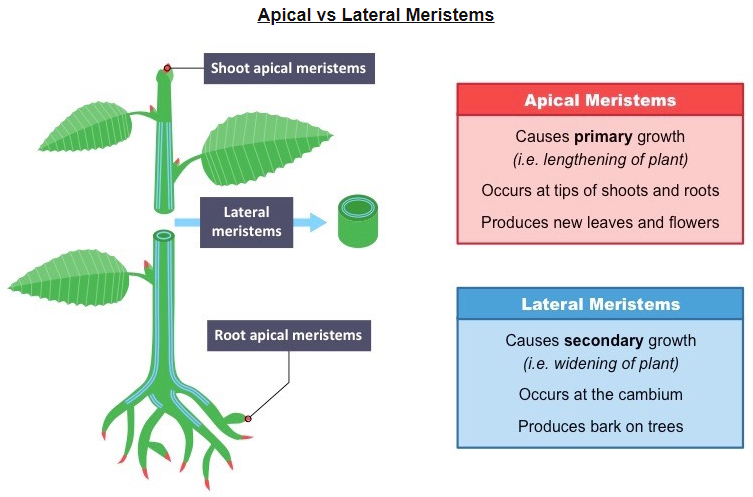 Apical vs Lateral Meristems
Shoot apical meristems
Lateral
meristems
Root apical meristems
Apical Meristems
Causes primary growth
(i.e. lengthening of plant)
Occurs at tips of shoots and roots
Produces new leaves and flowers
Lateral Meristems
Causes secondary growth
(i.e. widening of plant)
Occurs at the cambium
Produces bark on trees